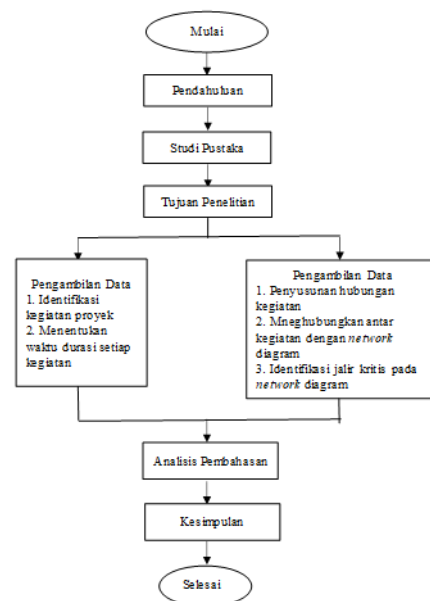 Mulai
Pendahuluan
Studi Pustaka
Tujuan Penelitian
Pengambilan Data
1. Identifikasi
kegiatan proyek
2. Menentukan
waktu durasi setiap
kegiatan
Pengambilan Data
1. Penyusunan hubungan
kegiatan
2. Mneghubungkan antar
kegiatan dengan network
diagram
3. Identifikasi jalir kritis pada
network diagram
Analisis Pembahasan
Kesimpulan
Selesai